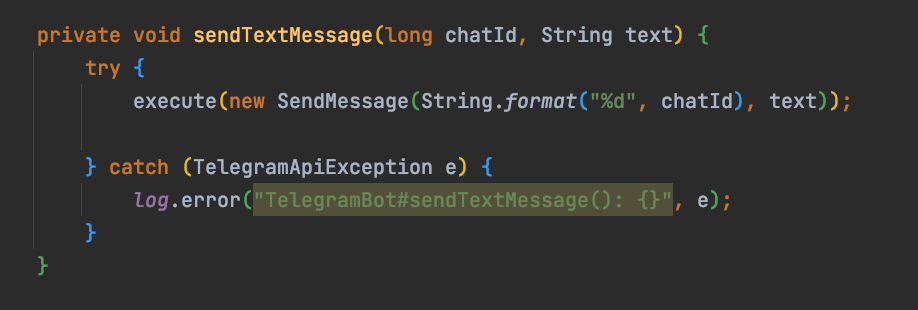 private void sendTextMessage(long chatId, String text) {
try {
execute(new SendMessage(String.format("%d", chatId), text));
} catch (TelegramApiException e) {
log.error("TelegramBot#sendTextMessage(): {}", e);
}
}